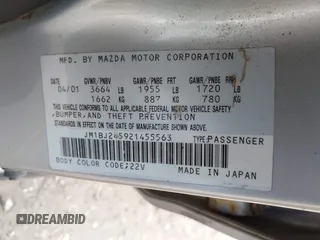 MFD. BY MAZDA MOTOR CORPORATION
GVWR/PNBV GAWR/PNBE FRT GAWR/PNBE RR
04/01 3664 LB 1955 LB 1720 LB
1662 KG 887 KG 780 KG
THIS VEHICLE CONFORMS TO ALL APPLICABLE
FEDERAL MOTOR VEHICLE SAFETY
BUMPER, AND THEFT PREVENTION
STANDARDS IN EFFECT ON THE DATE OF
MANUFACTURE SHOWN ABOVE.
JM1BJ245921455563 TYPE:PASSENGER
BODY COLOR CODE:22V
MADE IN JAPAN
FROM
DREAMBID